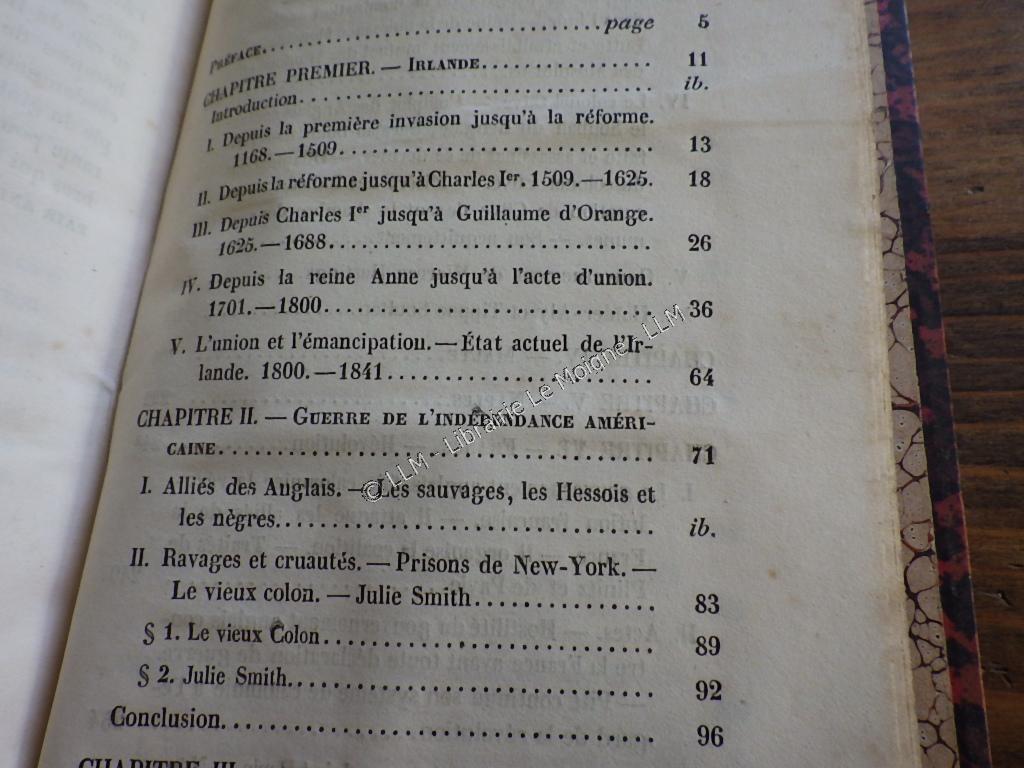 Préface........................page 5
CHAPITRE PREMIER. — Irlande................ 11
Introduction........................ ib.
I. Depuis la première invasion jusqu'à la réforme.
1168.—1509........................ 13
II. Depuis la réforme jusqu'à Charles Ier. 1509.—1625. 18
III. Depuis Charles Ier jusqu'à Guillaume d'Orange.
1625.—1688........................ 26
IV. Depuis la reine Anne jusqu'à l'acte d'union.
1701.—1800........................ 36
V. L'union et l'émancipation.—État actuel de l'Ir-
lande. 1800.—1841........................ 64
CHAPITRE II. — Guerre de l'indépendance améri-
caine........................ 71
I. Alliés des Anglais. — Les sauvages, les Hessois et
les nègres........................ ib.
II. Ravages et cruautés. — Prisons de New-York. —
Le vieux colon. — Julie Smith................ 83
§ 1. Le vieux Colon........................ 89
§ 2. Julie Smith........................ 92
Conclusion........................ 96
CHAPITRE III
© LLM - Librairie Le Moigne - LLM